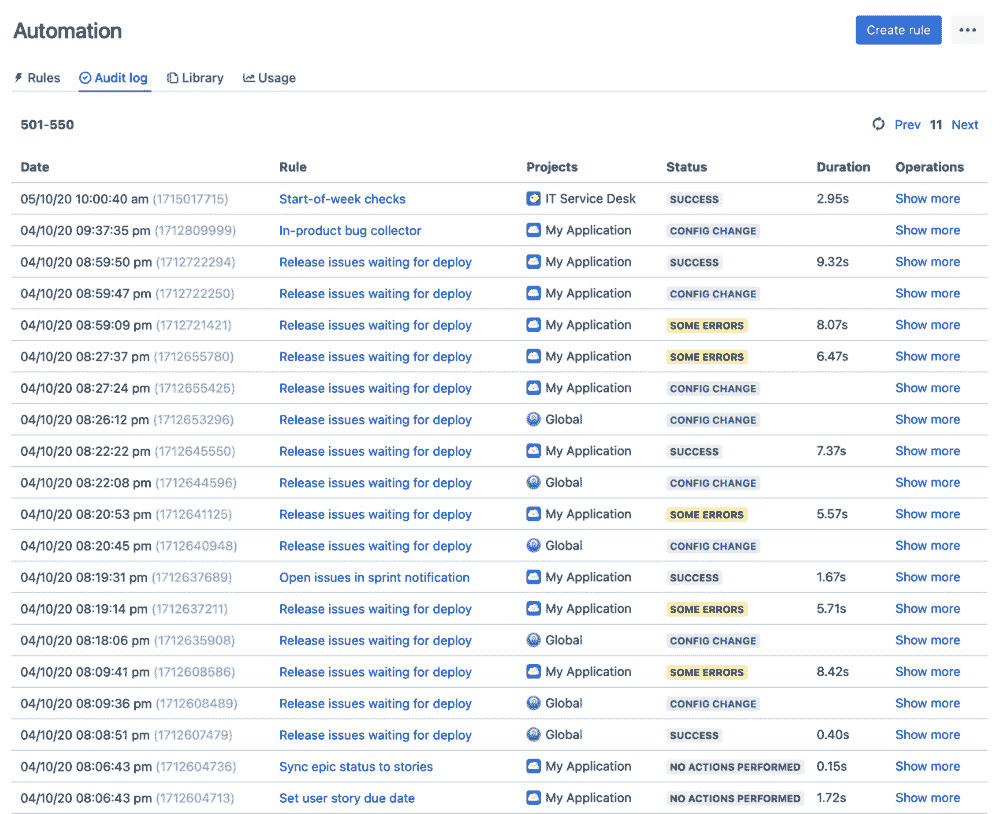 Automation
Create rule
Rules Audit log Library Usage
501-550 Prev 11 Next
Date Rule Projects Status Duration Operations
05/10/20 10:00:40 am (1715017715) Start-of-week checks IT Service Desk SUCCESS 2.95s Show more
04/10/20 09:37:35 pm (1712809999) In-product bug collector My Application CONFIG CHANGE Show more
04/10/20 08:59:50 pm (1712722294) Release issues waiting for deploy My Application SUCCESS 9.32s Show more
04/10/20 08:59:47 pm (1712722250) Release issues waiting for deploy My Application CONFIG CHANGE Show more
04/10/20 08:59:09 pm (1712721421) Release issues waiting for deploy My Application SOME ERRORS 8.07s Show more
04/10/20 08:27:37 pm (1712655780) Release issues waiting for deploy My Application SOME ERRORS 6.47s Show more
04/10/20 08:27:24 pm (1712655425) Release issues waiting for deploy My Application CONFIG CHANGE Show more
04/10/20 08:26:12 pm (1712653296) Release issues waiting for deploy Global CONFIG CHANGE Show more
04/10/20 08:22:22 pm (1712645550) Release issues waiting for deploy My Application SUCCESS 7.37s Show more
04/10/20 08:22:08 pm (1712644596) Release issues waiting for deploy Global CONFIG CHANGE Show more
04/10/20 08:20:53 pm (1712641125) Release issues waiting for deploy My Application SOME ERRORS 5.57s Show more
04/10/20 08:20:45 pm (1712640948) Release issues waiting for deploy Global CONFIG CHANGE Show more
04/10/20 08:19:31 pm (1712637689) Open issues in sprint notification My Application SUCCESS 1.67s Show more
04/10/20 08:19:14 pm (1712637211) Release issues waiting for deploy My Application SOME ERRORS 5.71s Show more
04/10/20 08:18:06 pm (1712635908) Release issues waiting for deploy Global CONFIG CHANGE Show more
04/10/20 08:09:41 pm (1712608586) Release issues waiting for deploy My Application SOME ERRORS 8.42s Show more
04/10/20 08:09:36 pm (1712608489) Release issues waiting for deploy Global CONFIG CHANGE Show more
04/10/20 08:08:51 pm (1712607479) Release issues waiting for deploy Global SUCCESS 0.40s Show more
04/10/20 08:06:43 pm (1712604736) Sync epic status to stories My Application NO ACTIONS PERFORMED 0.15s Show more
04/10/20 08:06:43 pm (1712604713) Set user story due date My Application NO ACTIONS PERFORMED 1.72s Show more